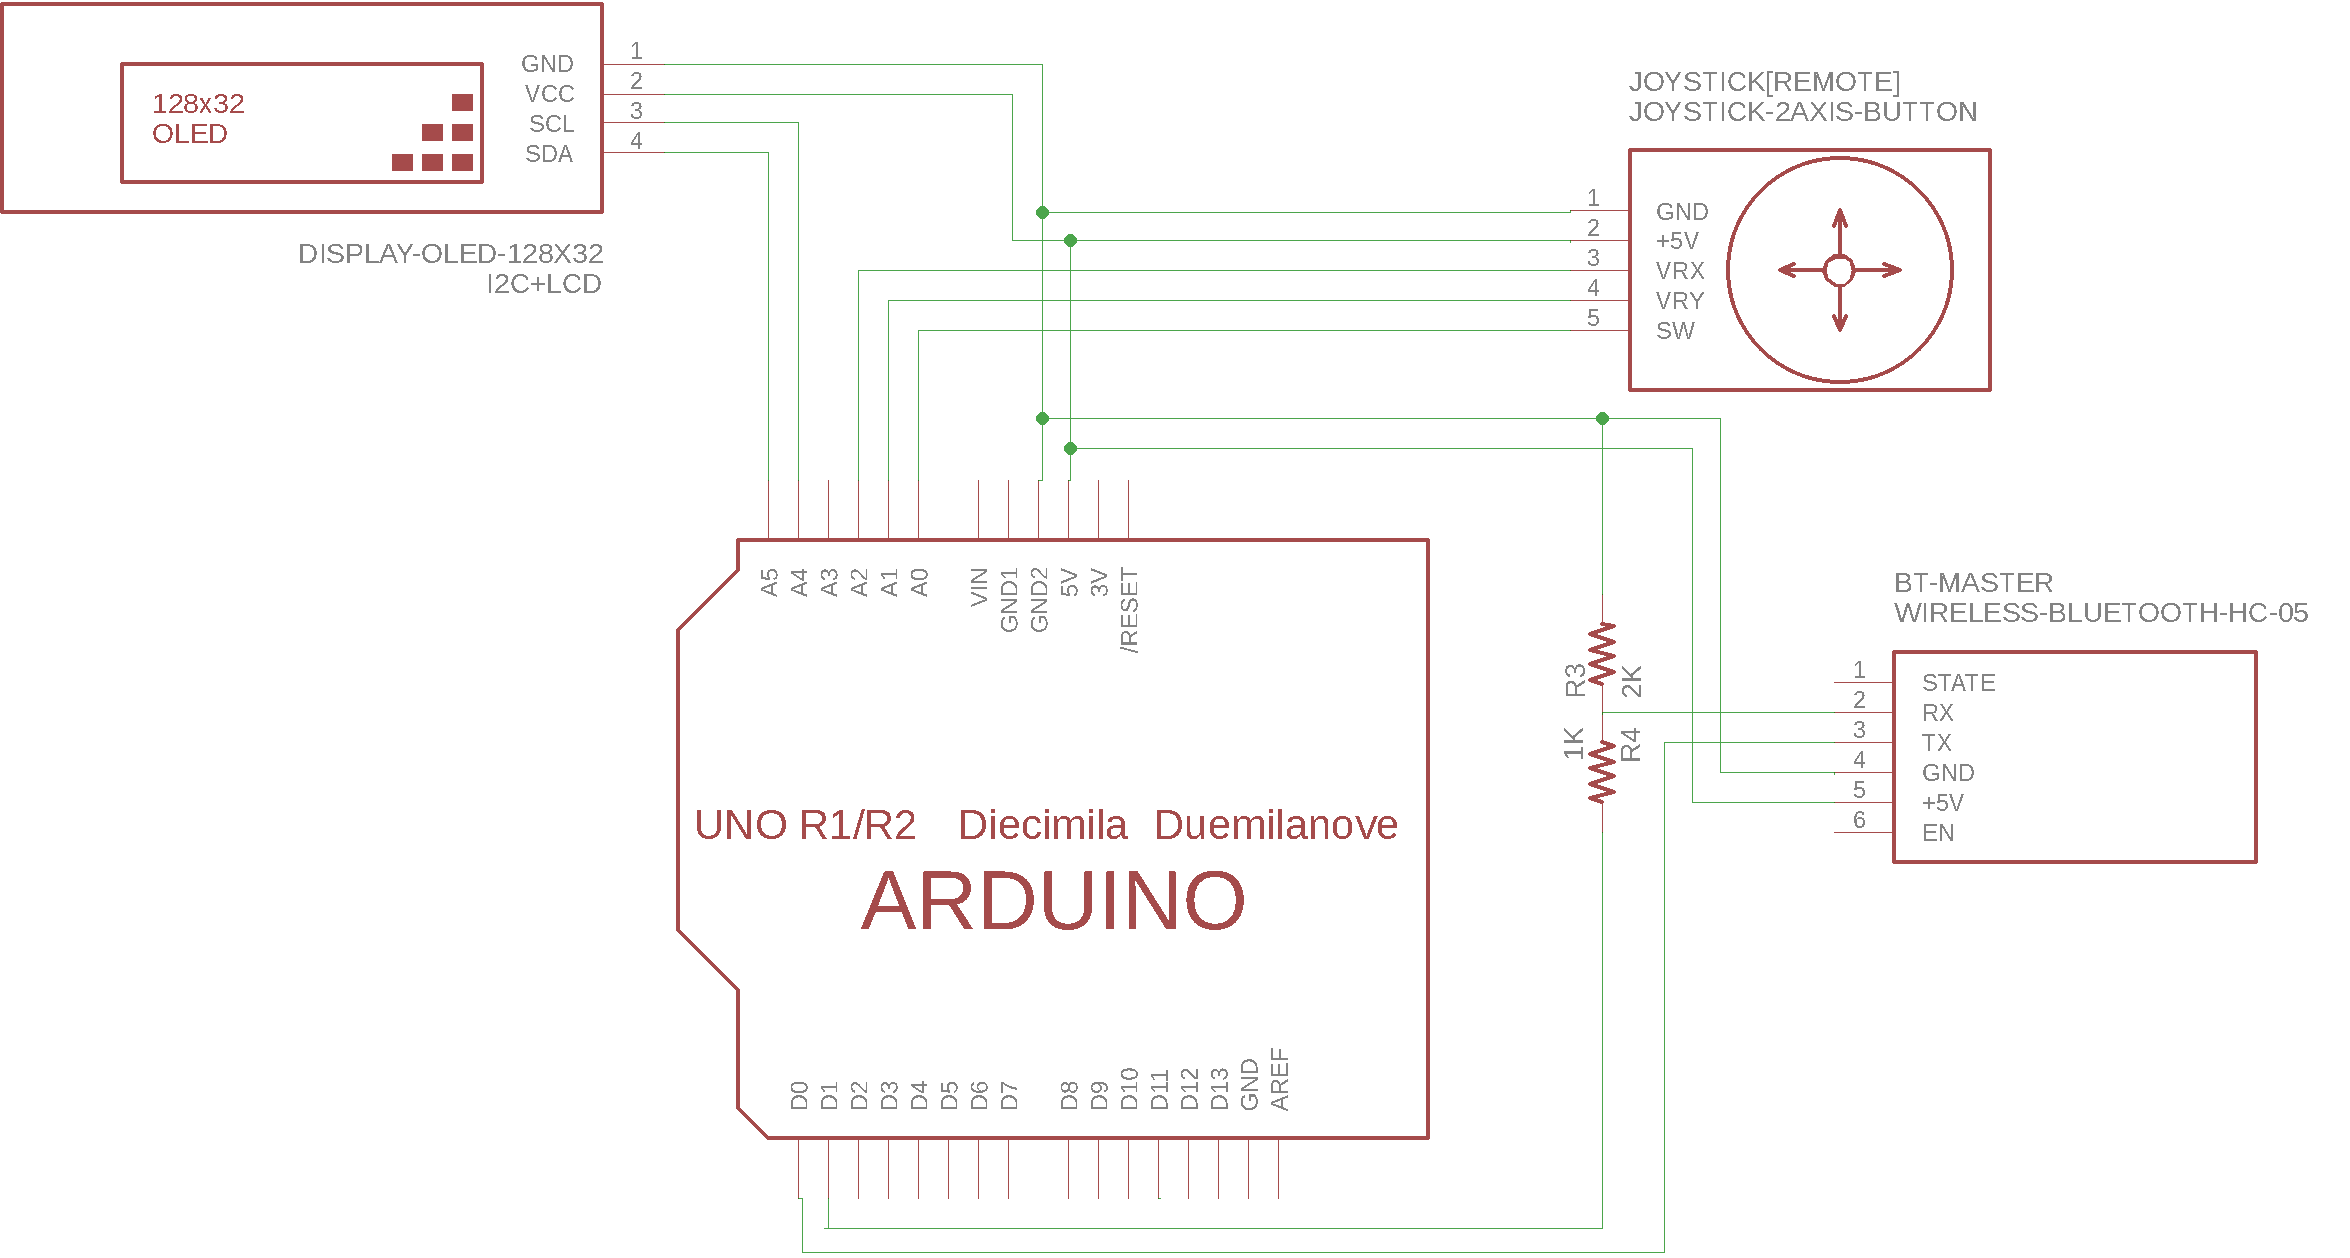 GND 1
VCC 2
SCL 3
SDA 4
128x32
OLED
DISPLAY-OLED-128X32
I2C+LCD
JOYSTICK[REMOTE]
JOYSTICK-2AXIS-BUTTON
1 GND
2 +5V
3 VRX
4 VRY
5 SW
A5
A4
A3
A2
A1
A0
VIN
GND1
GND2
5V
3V
/RESET
R3
2K
1K
R4
BT-MASTER
WIRELESS-BLUETOOTH-HC-05
1 STATE
2 RX
3 TX
4 GND
5 +5V
6 EN
UNO R1/R2 Diecimila Duemilanove
ARDUINO
D0
D1
D2
D3
D4
D5
D6
D7
D8
D9
D10
D11
D12
D13
GND
AREF